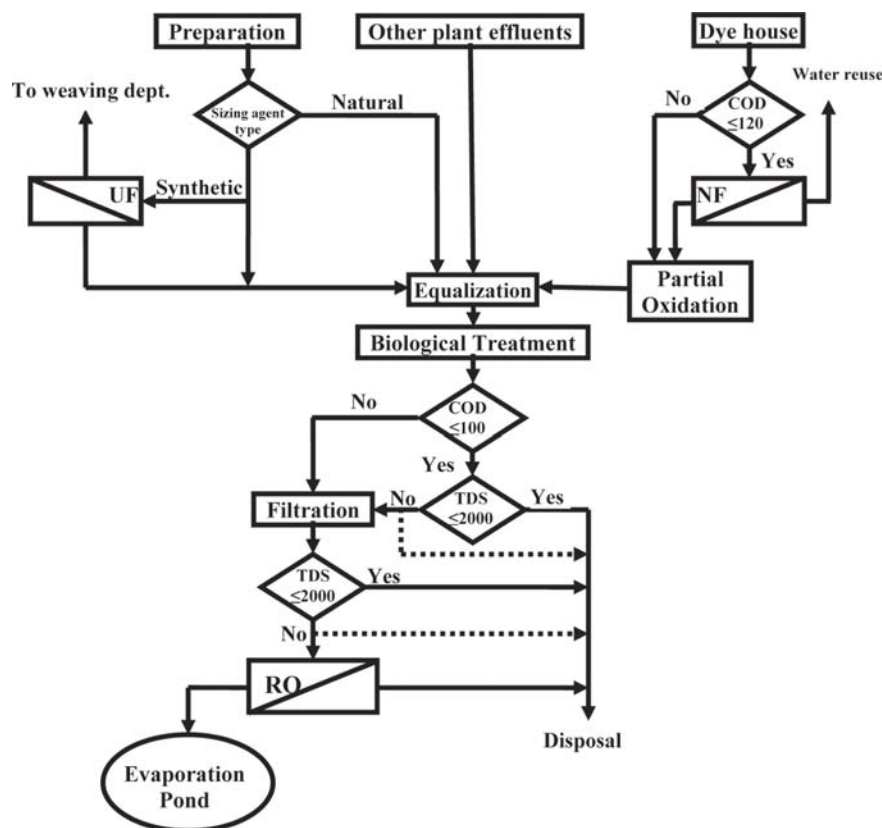 Preparation
Other plant effluents
Dye house
To weaving dept.
Water reuse
Sizing agent
type
Natural
No
COD
≤120
Yes
UF
Synthetic
NF
Equalization
Partial
Oxidation
Biological Treatment
No
COD
≤100
Yes
Filtration
No
TDS
≤2000
Yes
TDS
≤2000
Yes
No
RO
Disposal
Evaporation
Pond